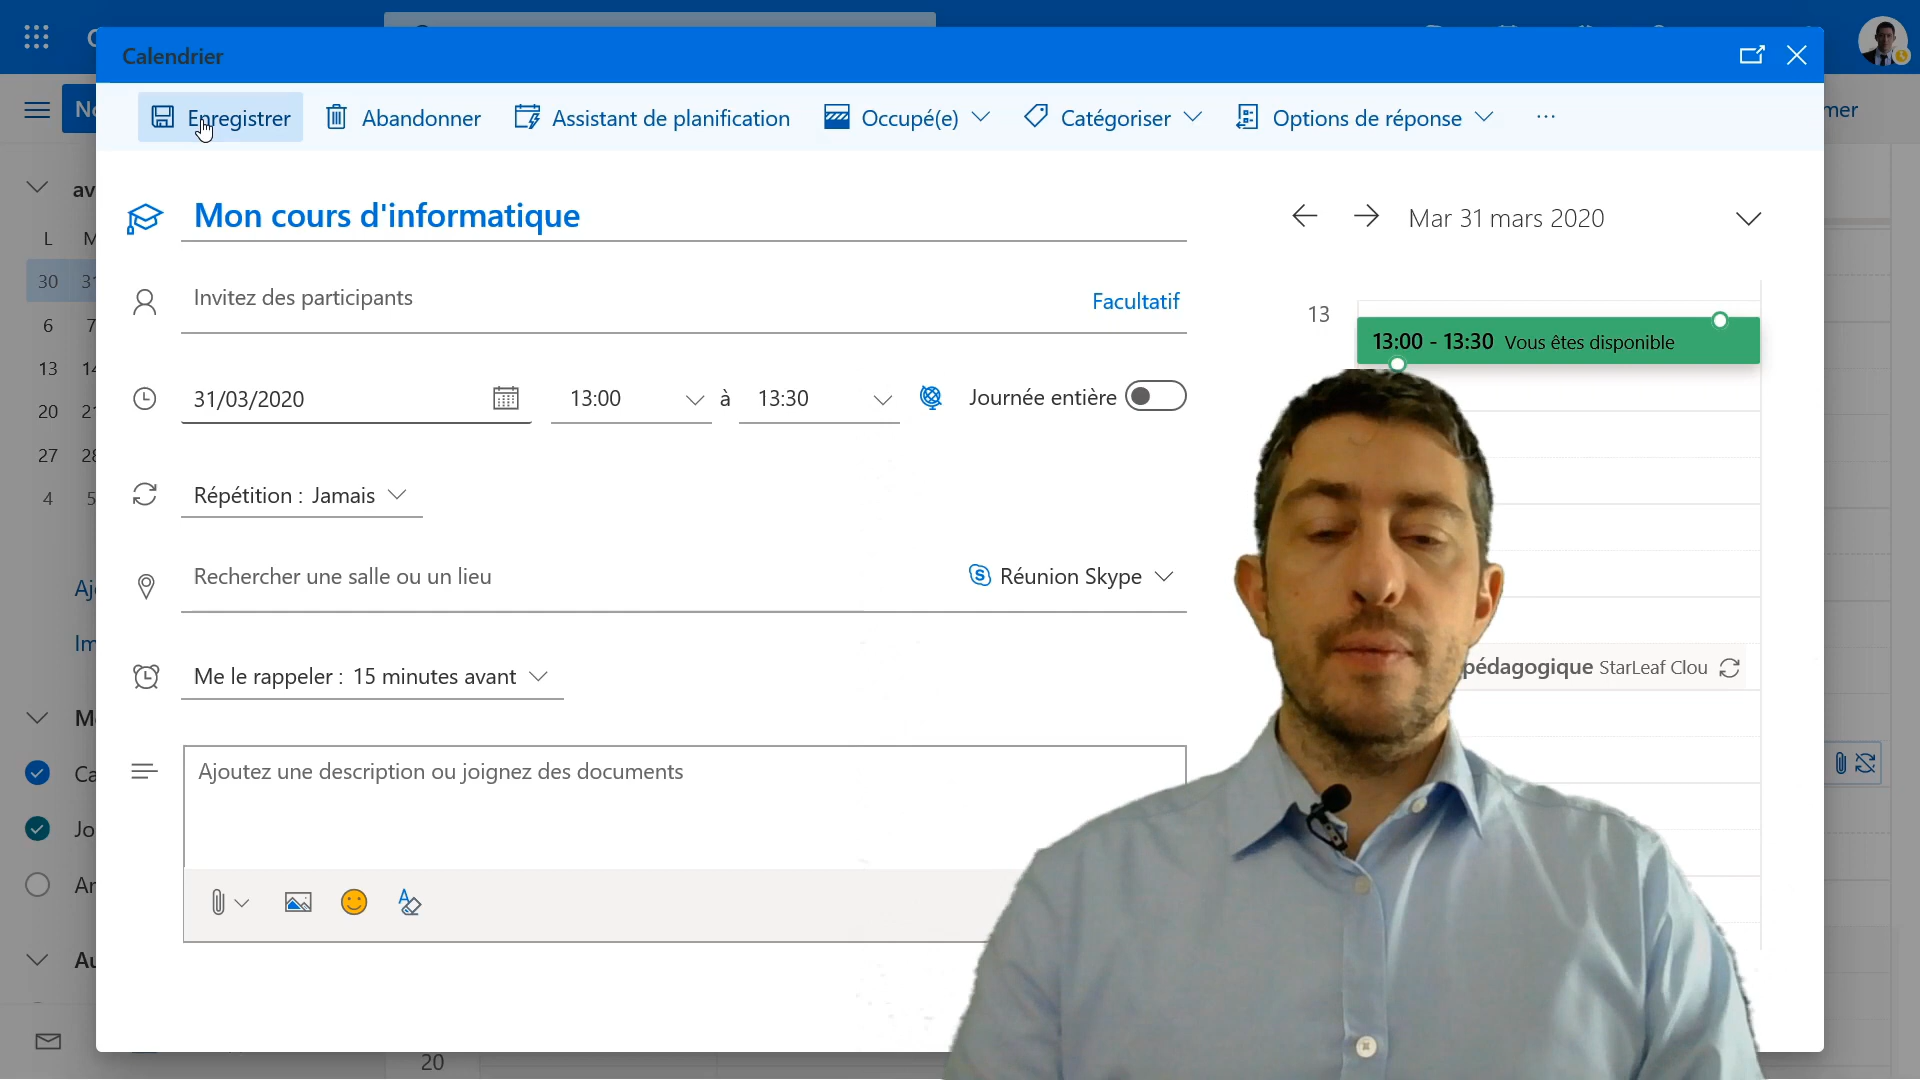 Calendrier
Enregistrer Abandonner Assistant de planification Occupé(e) Catégoriser Options de réponse ...
Mon cours d'informatique
Mar 31 mars 2020
Invitez des participants Facultatif
13
13:00 - 13:30 Vous êtes disponible
31/03/2020 13:00 à 13:30 Journée entière
Répétition : Jamais
Rechercher une salle ou un lieu Réunion Skype
Me le rappeler : 15 minutes avant
pédagogique StarLeaf Clou
Ajoutez une description ou joignez des documents
L
30
6 7
13
20
27
4 5
20